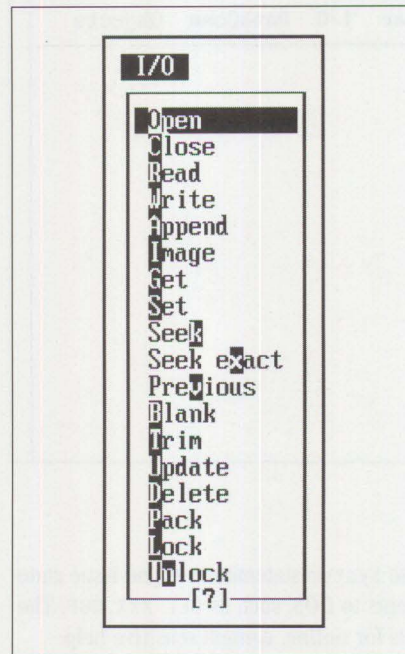 I/O
Open
Close
Read
Write
Append
Image
Get
Set
Seek
Seek exact
Previous
Blank
Trim
Update
Delete
Pack
Lock
Unlock
[?]